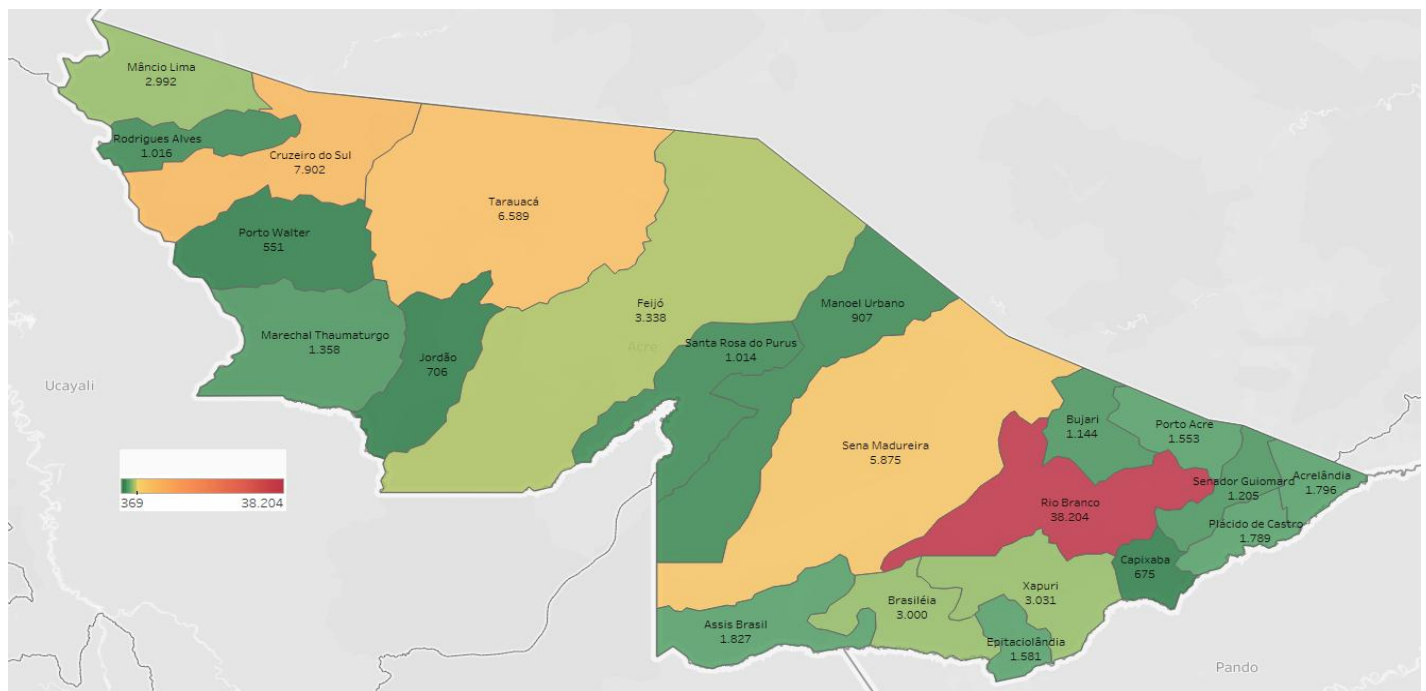 Mâncio Lima
2.992
Rodrigues Alves
1.016
Cruzeiro do Sul
7.902
Tarauacá
6.589
Porto Walter
551
Feijó
3.338
Manoel Urbano
907
Marechal Thaumaturgo
1.358
Santa Rosa do Purus
1.014
Acre
Jordão
706
Ucayali
Sena Madureira
5.875
Bujari
1.144
Porto Acre
1.553
Senador Guiomard
1.205
Acrelândia
1.796
Rio Branco
38.204
369
38.204
Plácido de Castro
1.789
Capixaba
675
Xapuri
3.031
Brasiléia
3.000
Assis Brasil
1.827
Epitaciolândia
1.581
Pando